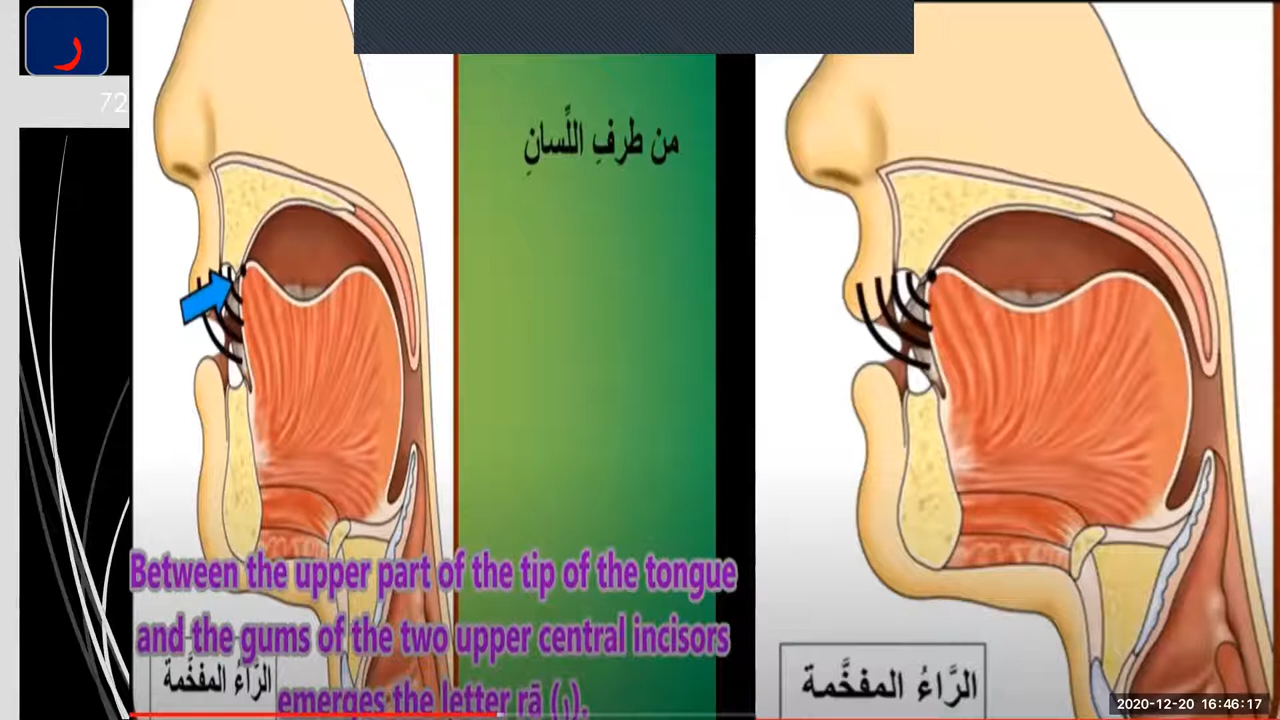 ر
72
من طرفِ اللِّسانِ
Between the upper part of the tip of the tongue
and the gums of the two upper central incisors
emerges the letter rā (ر).
الرَّاءُ المفخَّمة
الرَّاءُ المفخَّمة
2020-12-20 16:46:17